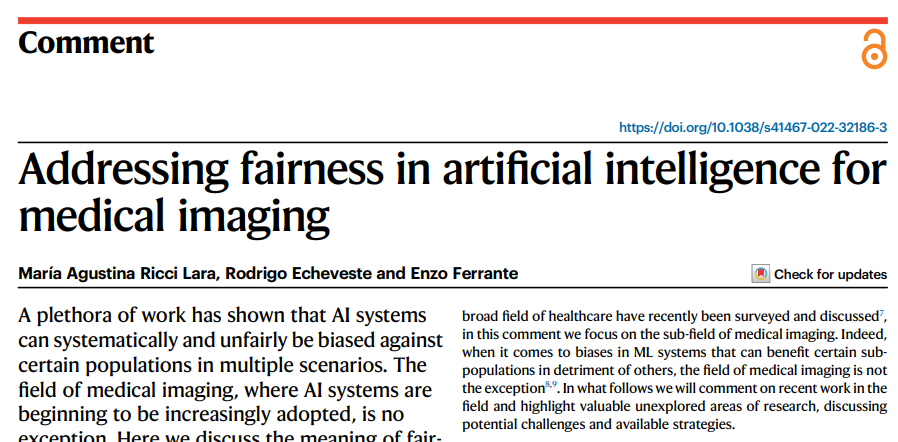 Comment
https://doi.org/10.1038/s41467-022-32186-3
Addressing fairness in artificial intelligence for
medical imaging
María Agustina Ricci Lara, Rodrigo Echeveste and Enzo Ferrante
Check for updates
A plethora of work has shown that AI systems
can systematically and unfairly be biased against
certain populations in multiple scenarios. The
field of medical imaging, where AI systems are
beginning to be increasingly adopted, is no
exception. Here we discuss the meaning of fair-
broad field of healthcare have recently been surveyed and discussed⁷,
in this comment we focus on the sub-field of medical imaging. Indeed,
when it comes to biases in ML systems that can benefit certain sub-
populations in detriment of others, the field of medical imaging is not
the exception⁸,⁹. In what follows we will comment on recent work in the
field and highlight valuable unexplored areas of research, discussing
potential challenges and available strategies.